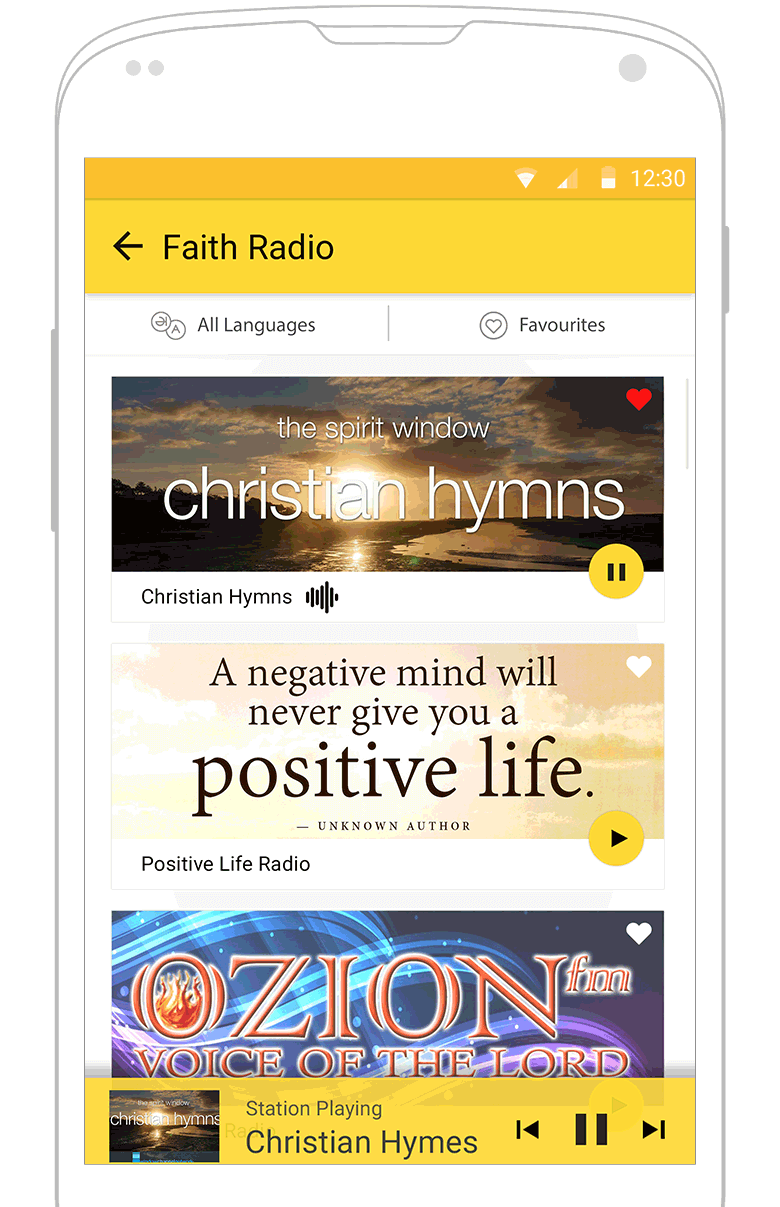 12:30
Faith Radio
All Languages
Favourites
the spirit window
christian hymns
Christian Hymns
A negative mind will
never give you a
positive life.
— UNKNOWN AUTHOR
Positive Life Radio
OZION fm
VOICE OF THE LORD
the spirit window
christian hymns
Radio
Station Playing
Christian Hymes